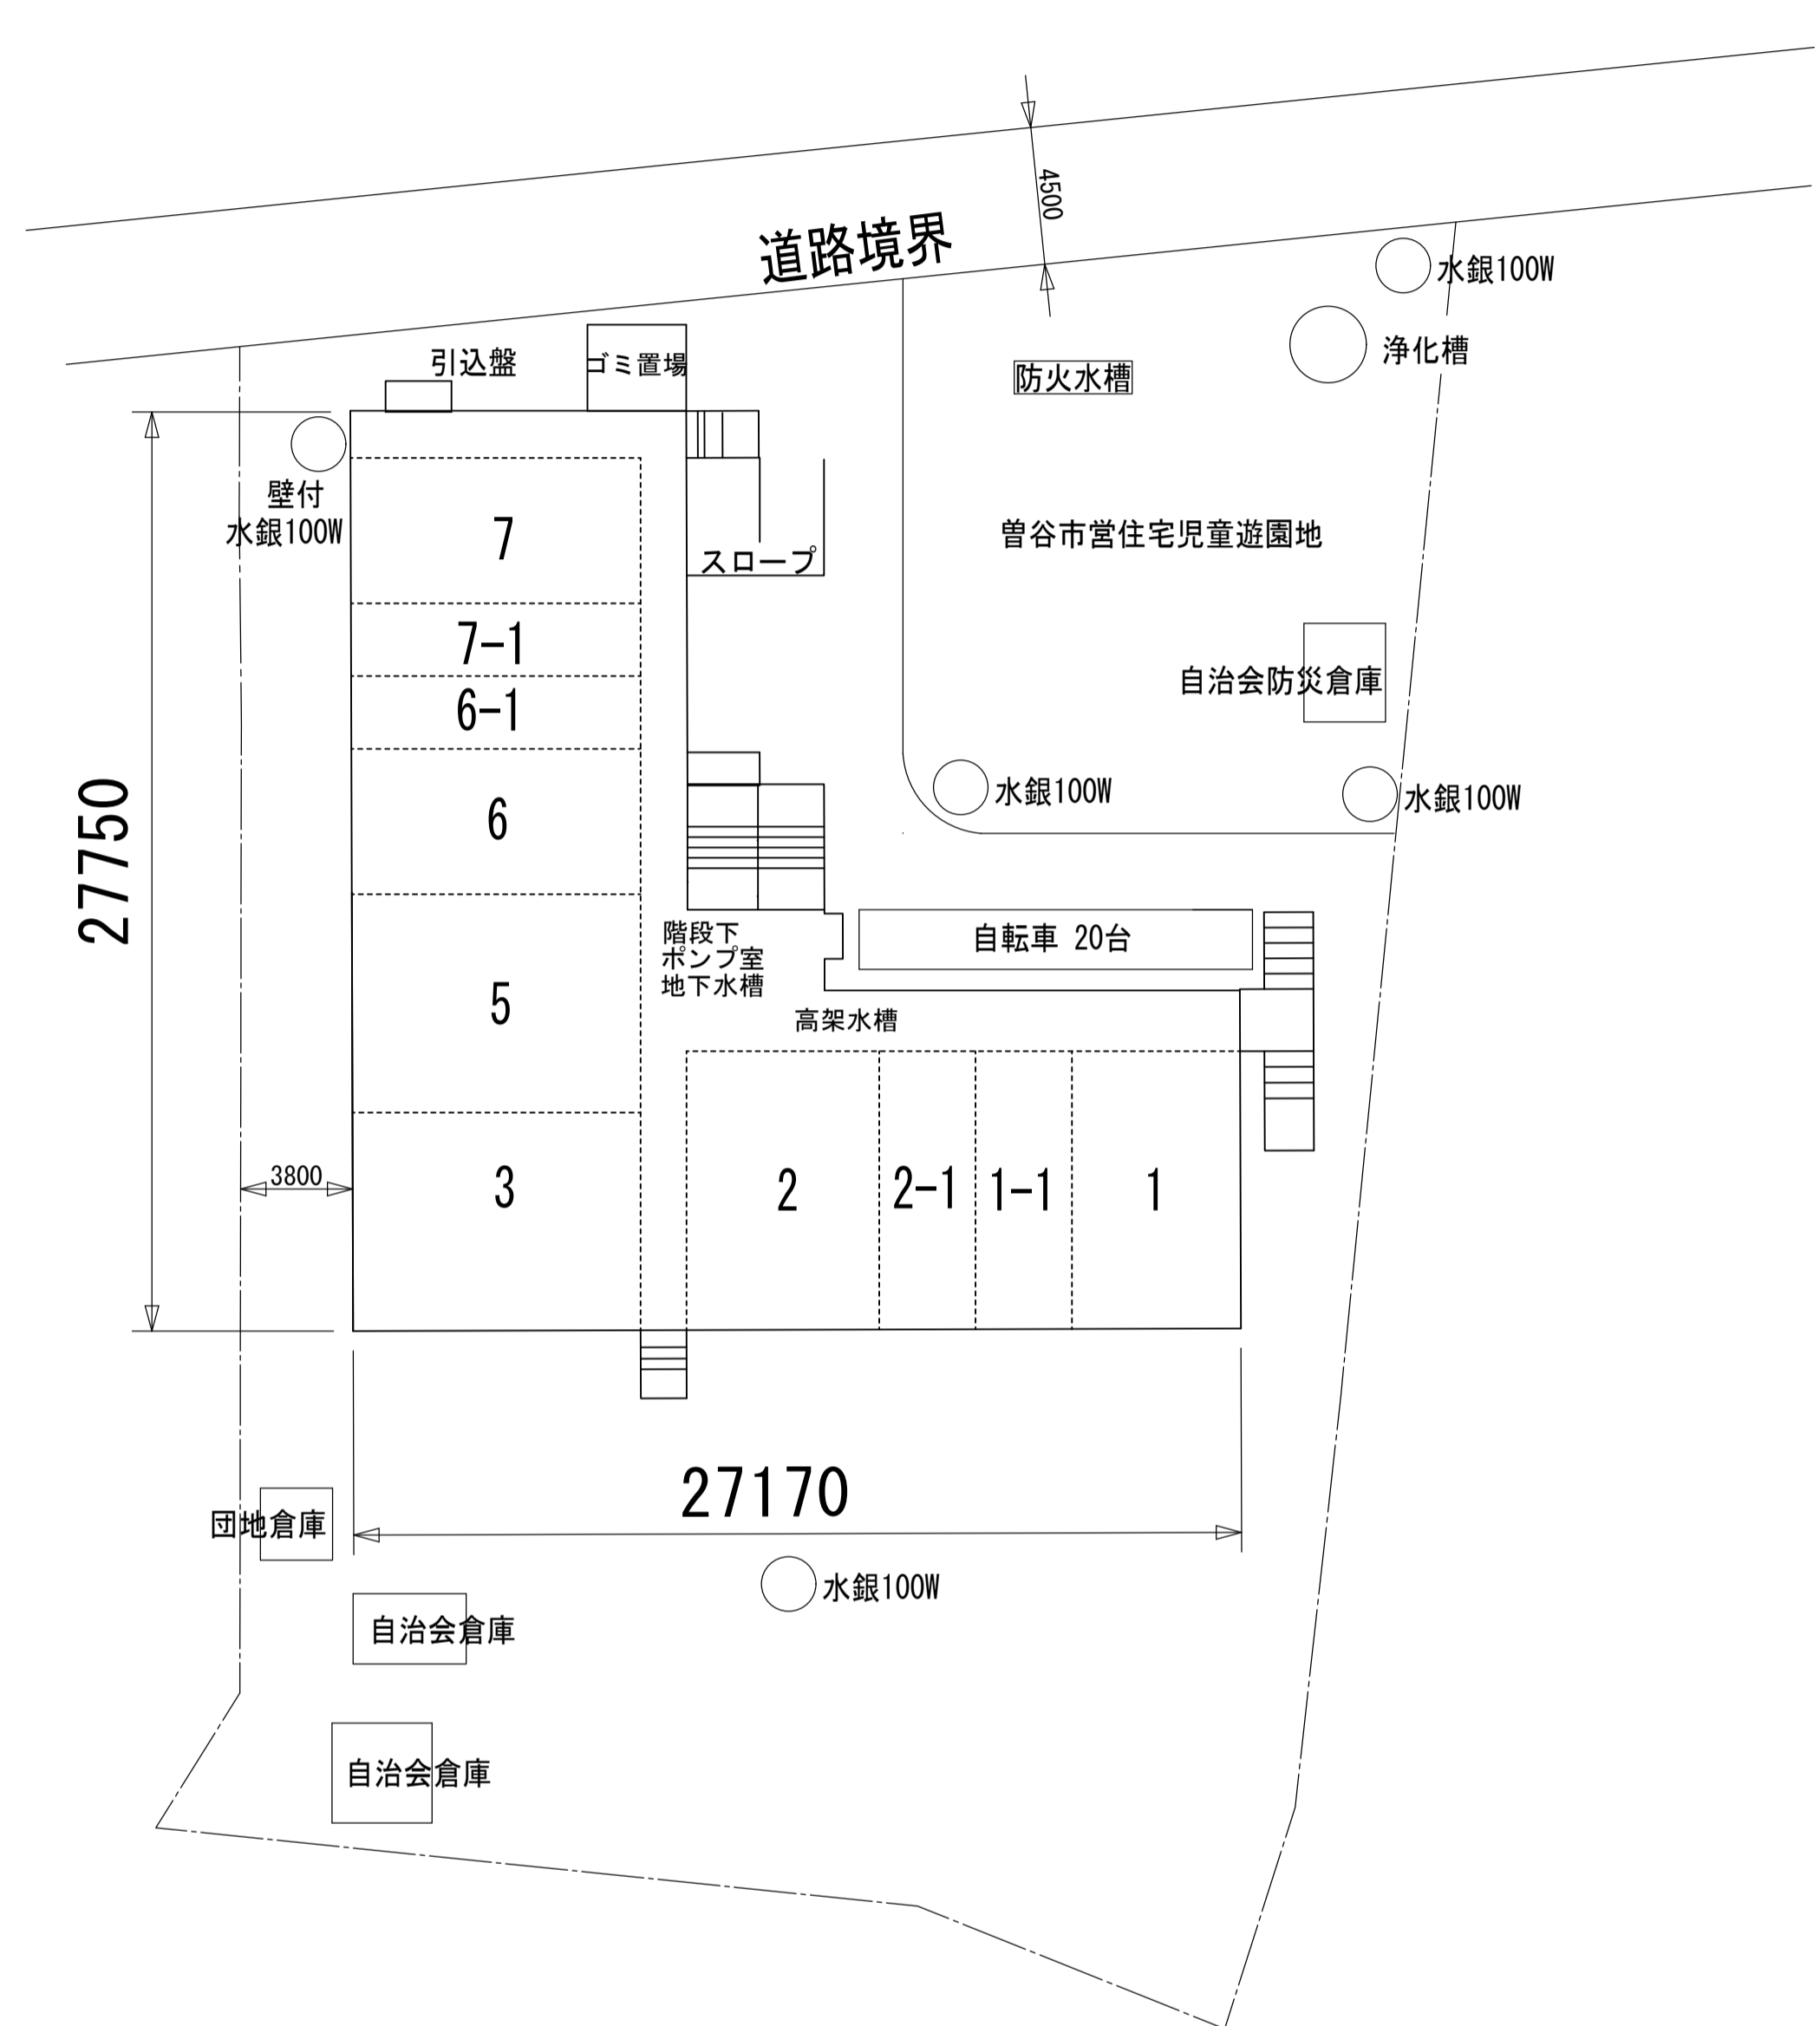 4500
道路境界
水銀100W
浄化槽
引込盤
ゴミ置場
防火水槽
壁付
水銀100W
7
スロープ
曽谷市営住宅児童遊園地
7-1
自治会防災倉庫
6-1
6
水銀100W
水銀100W
27750
階段下
ポンプ室
地下水槽
自転車 20台
5
高架水槽
3800
3
2
2-1
1-1
1
27170
団地倉庫
水銀100W
自治会倉庫
自治会倉庫